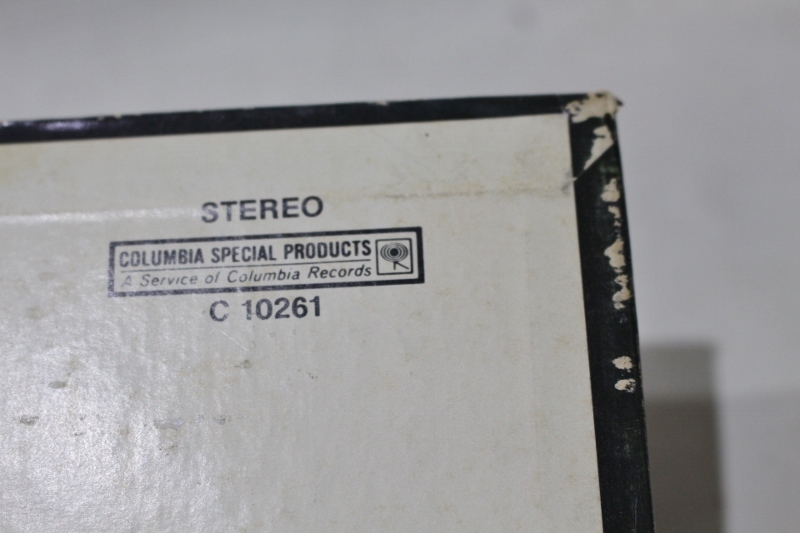 STEREO
COLUMBIA SPECIAL PRODUCTS
A Service of Columbia Records
C 10261